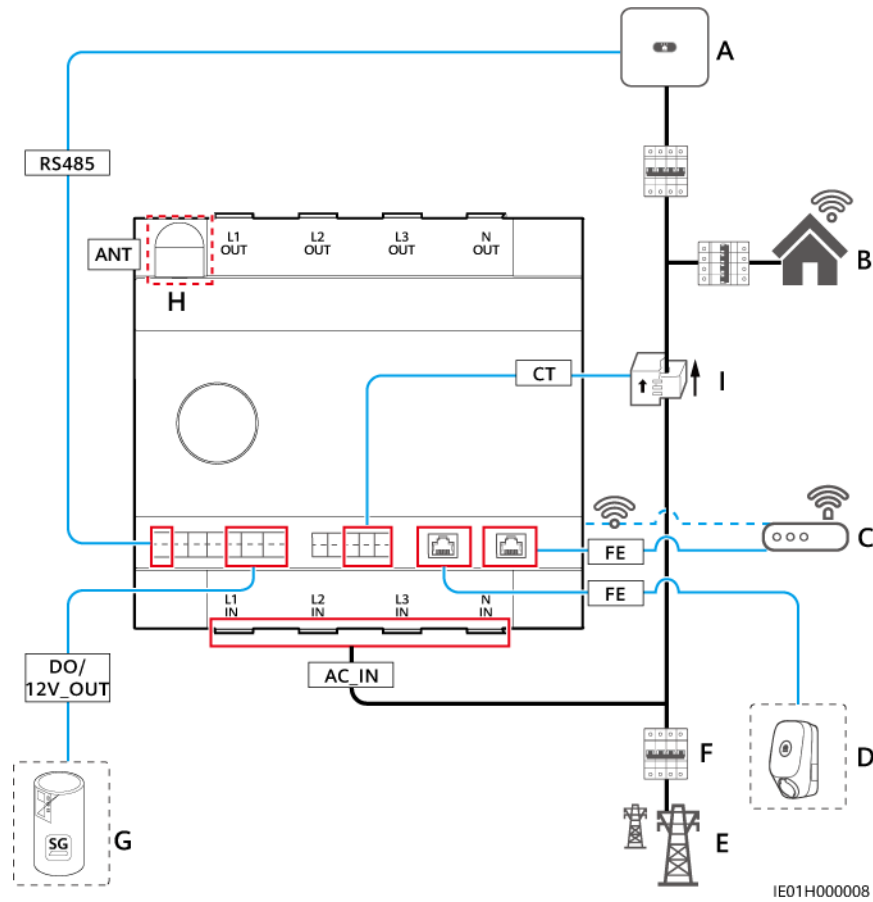 A
RS485
ANT
L1
OUT
L2
OUT
L3
OUT
N
OUT
B
H
CT
I
C
FE
FE
L1
IN
L2
IN
L3
IN
N
IN
DO/
12V_OUT
AC_IN
F
D
SG
G
E
IE01H000008